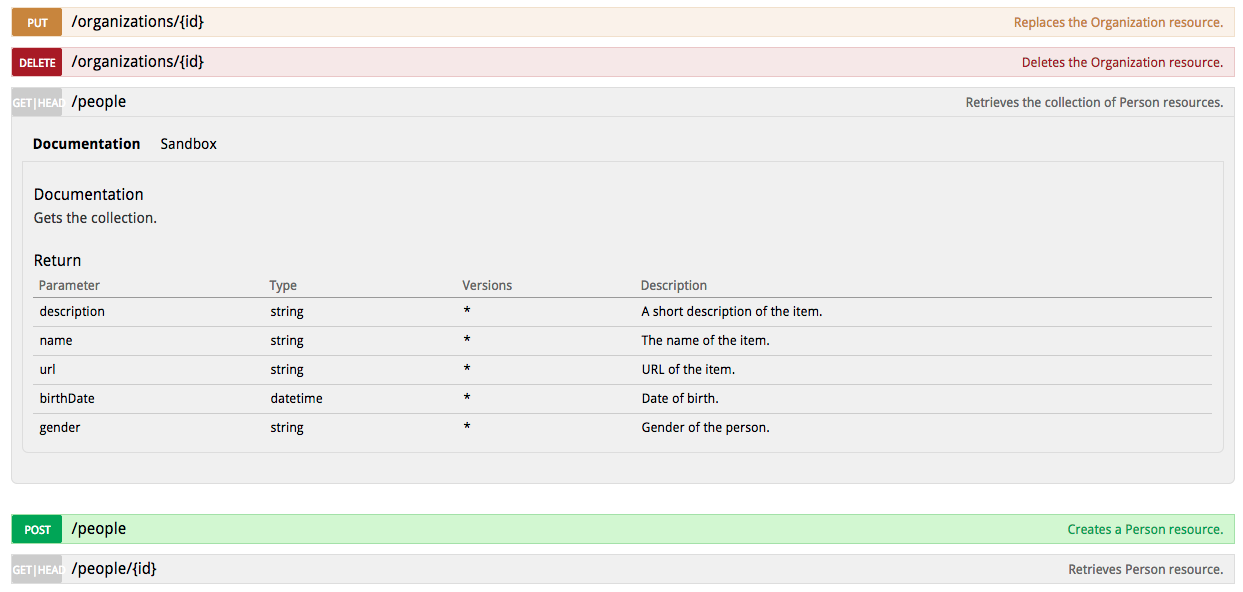 PUT /organizations/{id} Replaces the Organization resource.
DELETE /organizations/{id} Deletes the Organization resource.
GET|HEAD /people Retrieves the collection of Person resources.
Documentation Sandbox
Documentation
Gets the collection.
Return
Parameter Type Versions Description
description string * A short description of the item.
name string * The name of the item.
url string * URL of the item.
birthDate datetime * Date of birth.
gender string * Gender of the person.
POST /people Creates a Person resource.
GET|HEAD /people/{id} Retrieves Person resource.